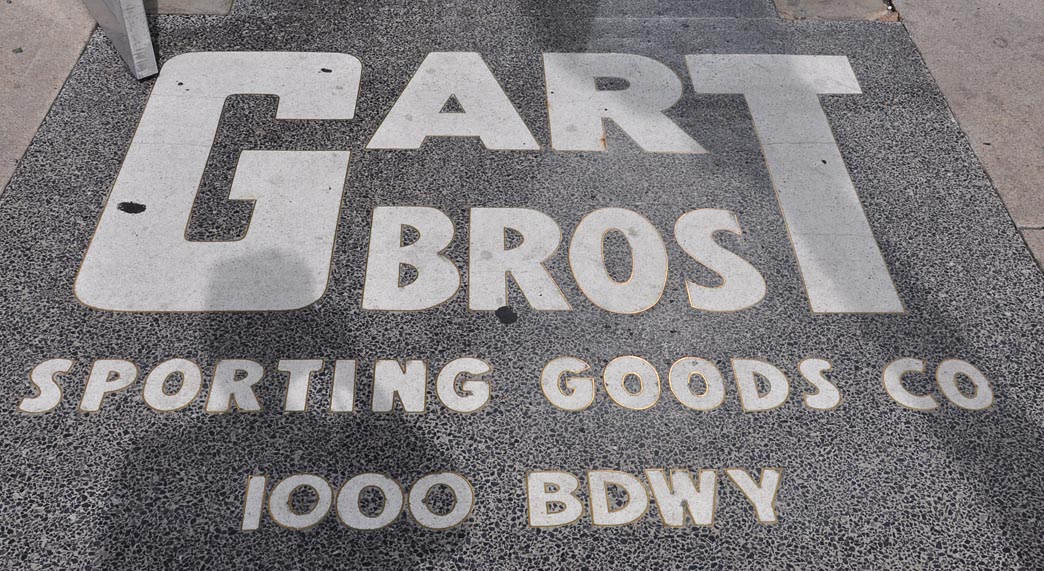 GART
BROS
SPORTING GOODS CO
1000 BDWY